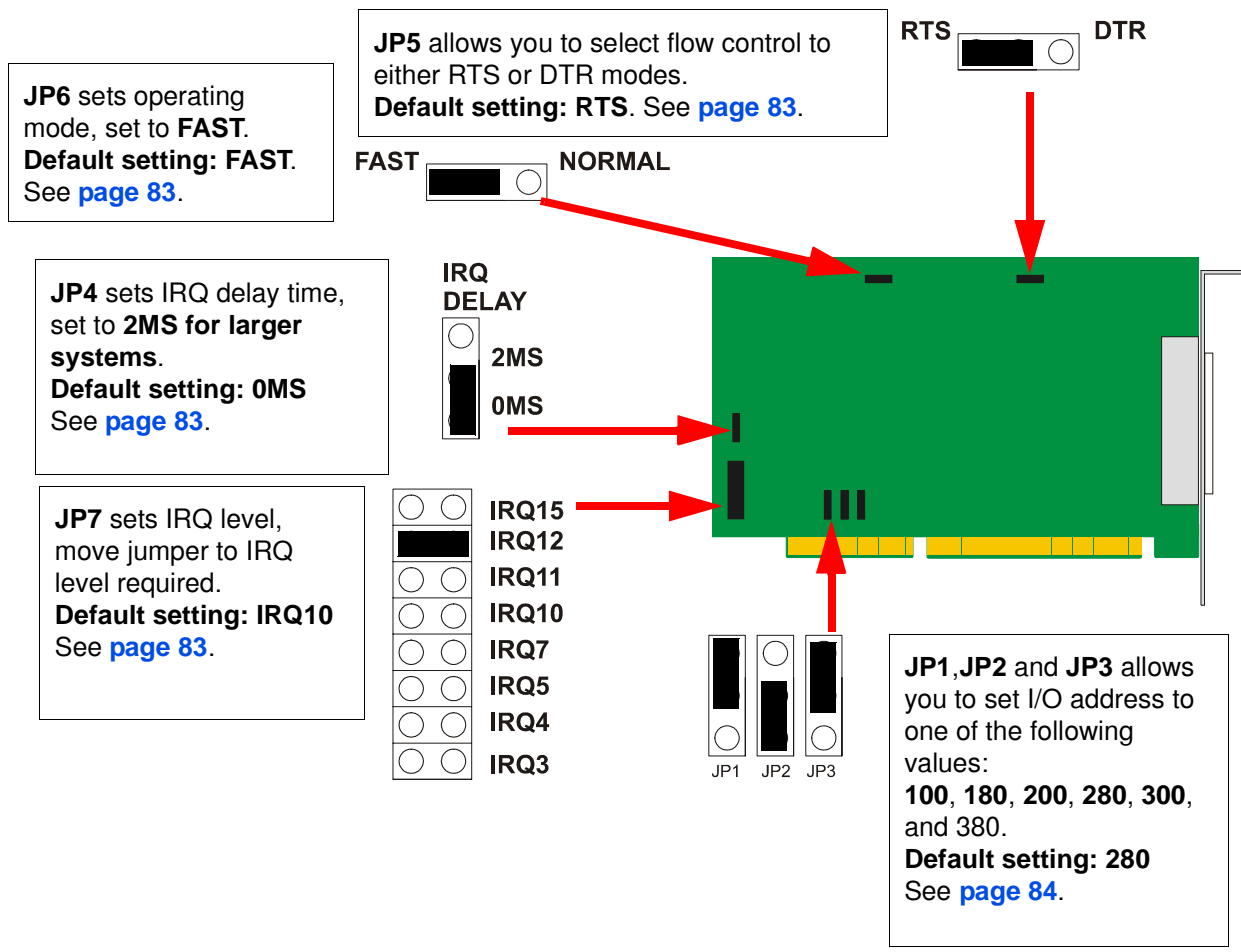 JP5 allows you to select flow control to
either RTS or DTR modes.
Default setting: RTS. See page 83.
RTS
DTR
JP6 sets operating
mode, set to FAST.
Default setting: FAST.
See page 83.
FAST
NORMAL
JP4 sets IRQ delay time,
set to 2MS for larger
systems.
Default setting: 0MS
See page 83.
IRQ
DELAY
2MS
0MS
JP7 sets IRQ level,
move jumper to IRQ
level required.
Default setting: IRQ10
See page 83.
IRQ15
IRQ12
IRQ11
IRQ10
IRQ7
IRQ5
IRQ4
IRQ3
JP1
JP2
JP3
JP1,JP2 and JP3 allows
you to set I/O address to
one of the following
values:
100, 180, 200, 280, 300,
and 380.
Default setting: 280
See page 84.